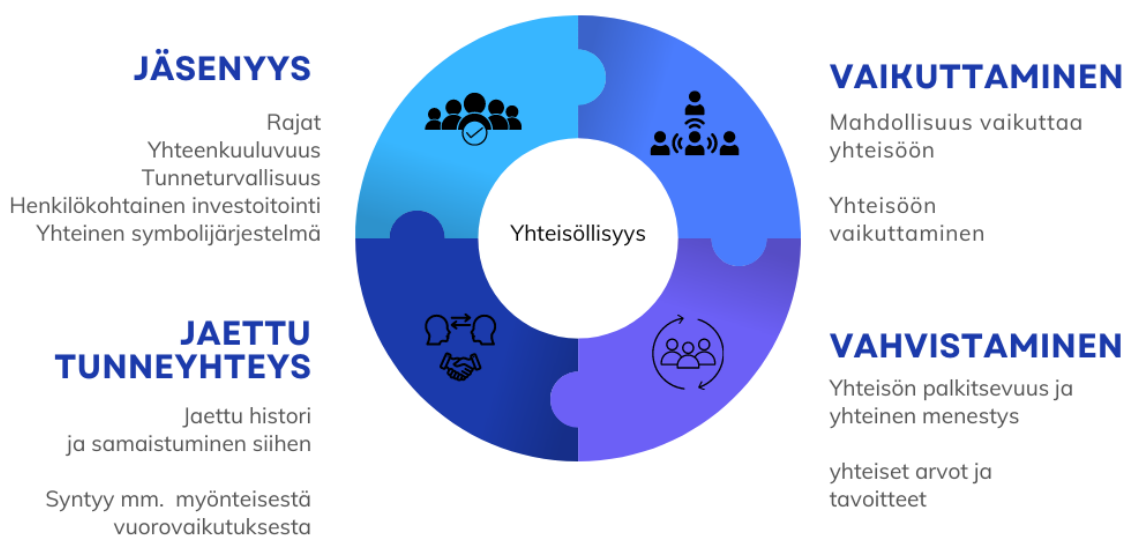 JÄSENYYS
Rajat
Yhteenkuuluvuus
Tunneturvallisuus
Henkilökohtainen investoitointi
Yhteinen symbolijärjestelmä
VAIKUTTAMINEN
Mahdollisuus vaikuttaa
yhteisöön
Yhteisöön
vaikuttaminen
Yhteisöllisyys
JAETTU
TUNNEYHTEYS
Jaettu histori
ja samaistuminen siihen
Syntyy mm. myönteisestä
vuorovaikutuksesta
VAHVISTAMINEN
Yhteisön palkitsevuus ja
yhteinen menestys
yhteiset arvot ja
tavoitteet